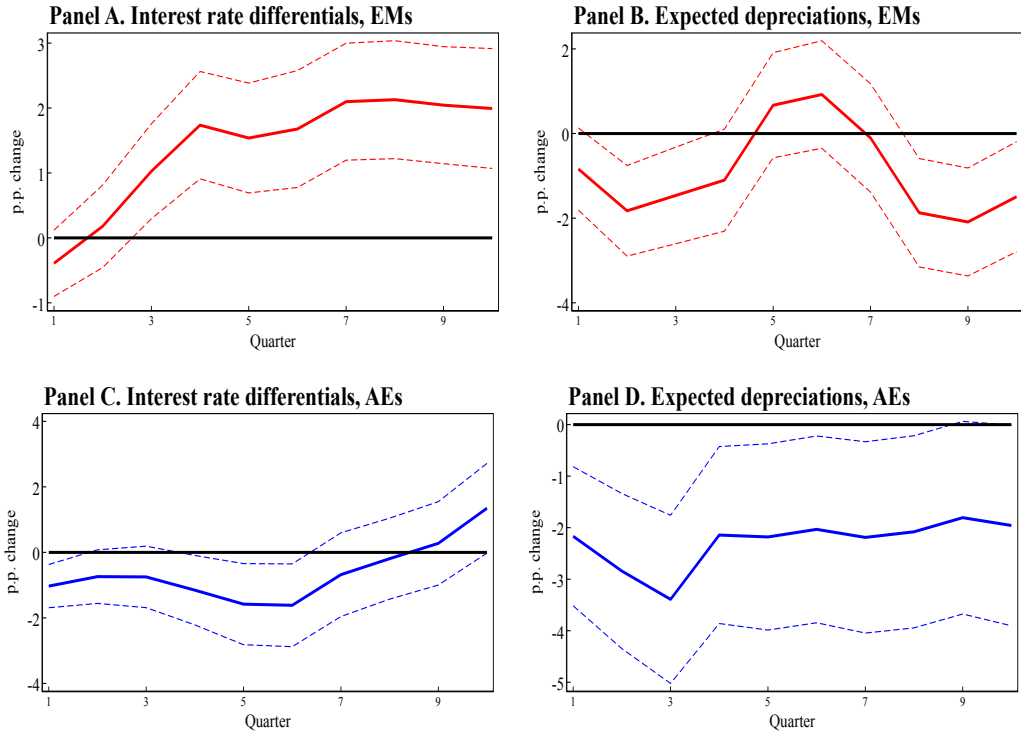 Panel A. Interest rate differentials, EMs
p.p. change
3
2
1
0
-1
1 3 5 7 9
Quarter
Panel B. Expected depreciations, EMs
p.p. change
2
0
-2
-4
1 3 5 7 9
Quarter
Panel C. Interest rate differentials, AEs
p.p. change
4
2
0
-2
-4
1 3 5 7 9
Quarter
Panel D. Expected depreciations, AEs
p.p. change
0
-1
-2
-3
-4
-5
1 3 5 7 9
Quarter